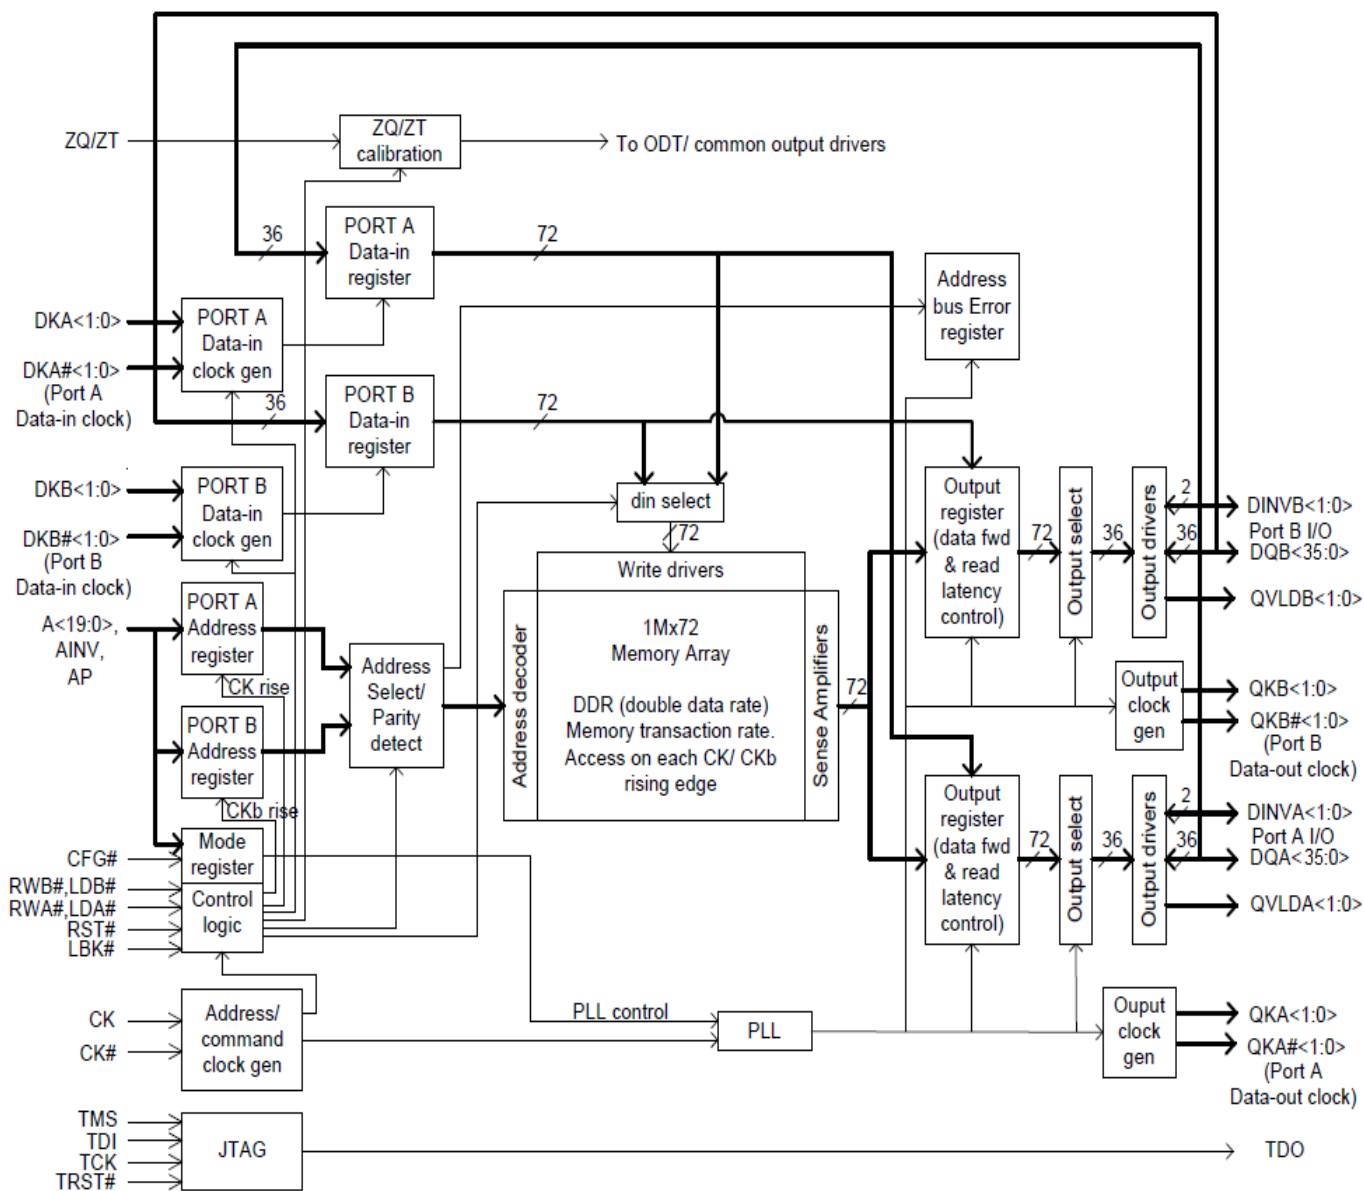 ZQ/ZT
ZQ/ZT
calibration
To ODT/ common output drivers
36
PORT A
Data-in
register
72
Address
bus Error
register
DKA<1:0>
DKA#<1:0>
(Port A
Data-in clock)
PORT A
Data-in
clock gen
36
PORT B
Data-in
register
72
DKB<1:0>
DKB#<1:0>
(Port B
Data-in clock)
PORT B
Data-in
clock gen
din select
72
Write drivers
Output
register
(data fwd
& read
latency
control)
72
Output select
36
Output drivers
2
36
DINVB<1:0>
Port B I/O
DQB<35:0>
QVLDB<1:0>
A<19:0>,
AINV,
AP
PORT A
Address
register
CK rise
PORT B
Address
register
CKb rise
Address
Select/
Parity
detect
Address decoder
1Mx72
Memory Array
DDR (double data rate)
Memory transaction rate.
Access on each CK/ CKb
rising edge
Sense Amplifiers
72
Output
clock
gen
QKB<1:0>
QKB#<1:0>
(Port B
Data-out clock)
Output
register
(data fwd
& read
latency
control)
72
Output select
36
Output drivers
2
36
DINVA<1:0>
Port A I/O
DQA<35:0>
QVLDA<1:0>
Mode
register
Control
logic
CFG#
RWB#,LDB#
RWA#,LDA#
RST#
LBK#
CK
CK#
Address/
command
clock gen
PLL control
PLL
Ouput
clock
gen
QKA<1:0>
QKA#<1:0>
(Port A
Data-out clock)
TMS
TDI
TCK
TRST#
JTAG
TDO